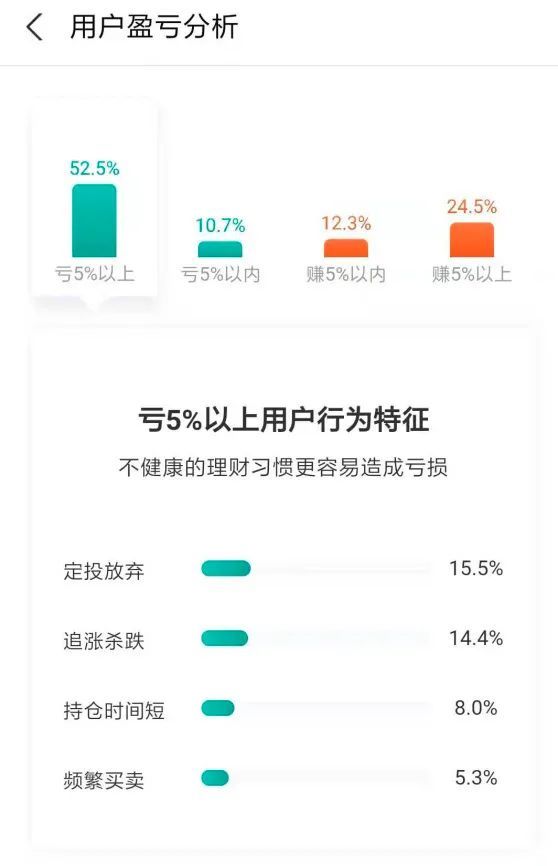 用户盈亏分析
52.5%
10.7%
12.3%
24.5%
亏5%以上
亏5%以内
赚5%以内
赚5%以上
亏5%以上用户行为特征
不健康的理财习惯更容易造成亏损
定投放弃 15.5%
追涨杀跌 14.4%
持仓时间短 8.0%
频繁买卖 5.3%